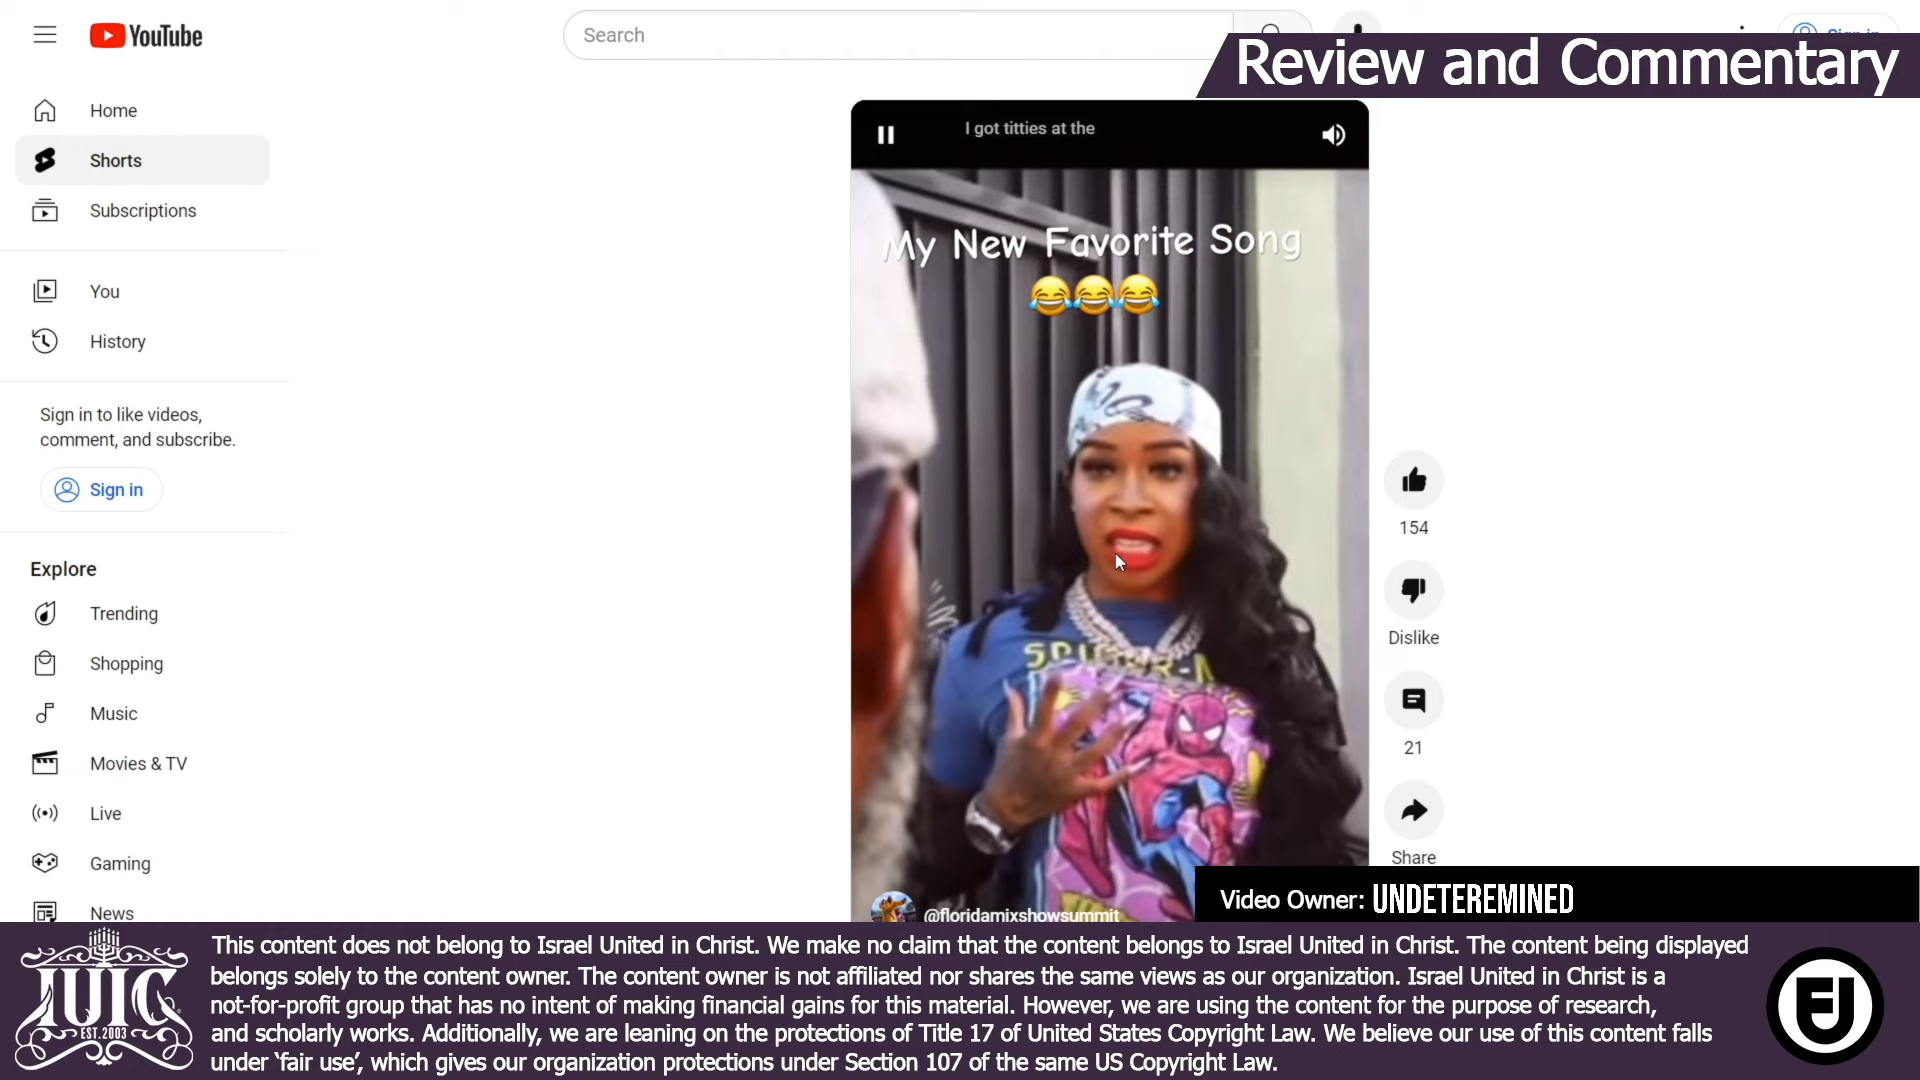 YouTube
Search
Sign in
Review and Commentary
Home
Shorts
Subscriptions
You
History
Sign in to like videos,
comment, and subscribe.
Sign in
Explore
Trending
Shopping
Music
Movies & TV
Live
Gaming
News
I got titties at the
My New Favorite Song
154
Dislike
21
Share
@floridamixshowsummit
Video Owner: UNDETEREMINED
IUIC
EST.2003
This content does not belong to Israel United in Christ. We make no claim that the content belongs to Israel United in Christ. The content being displayed
belongs solely to the content owner. The content owner is not affiliated nor shares the same views as our organization. Israel United in Christ is a
not-for-profit group that has no intent of making financial gains for this material. However, we are using the content for the purpose of research,
and scholarly works. Additionally, we are leaning on the protections of Title 17 of United States Copyright Law. We believe our use of this content falls
under ‘fair use’, which gives our organization protections under Section 107 of the same US Copyright Law.